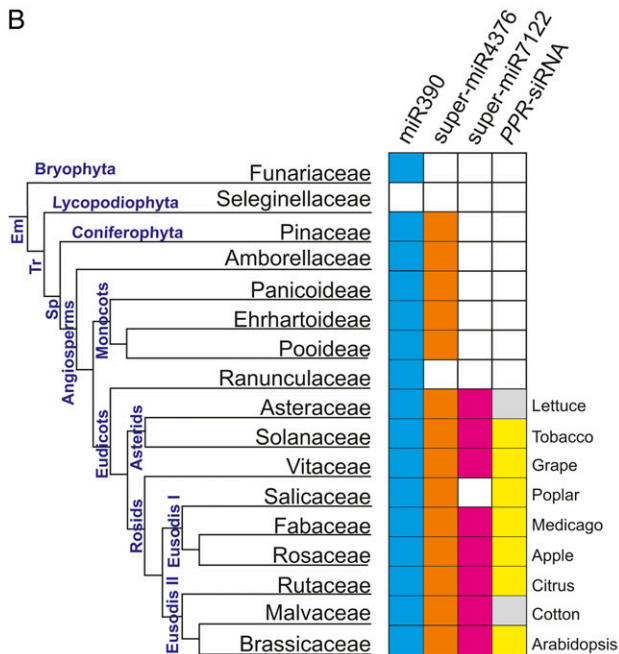 B
miR390
super-miR4376
super-miR7122
PPR-siRNA
Bryophyta
Funariaceae
Lycopodiophyta
Seleginellaceae
Em
Coniferophyta
Pinaceae
Tr
Amborellaceae
Sp
Panicoideae
Angiosperms
Monocots
Ehrhartoideae
Pooideae
Ranunculaceae
Eudicots
Asterids
Asteraceae
Lettuce
Solanaceae
Tobacco
Vitaceae
Grape
Rosids
Salicaceae
Poplar
Eusodis I
Fabaceae
Medicago
Rosaceae
Apple
Eusodis II
Rutaceae
Citrus
Malvaceae
Cotton
Brassicaceae
Arabidopsis